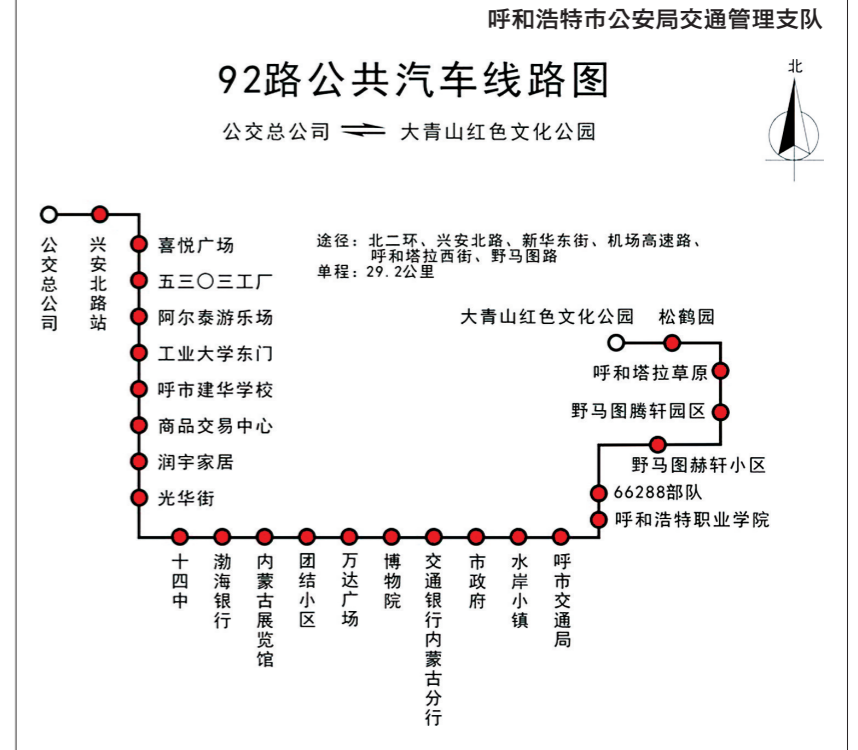 呼和浩特市公安局交通管理支队
92路公共汽车线路图
北
公交总公司 ⇌ 大青山红色文化公园
公交总公司
兴安北路站
喜悦广场
五三〇三工厂
阿尔泰游乐场
工业大学东门
呼市建华学校
商品交易中心
润宇家居
光华街
途径：北二环、兴安北路、新华东街、机场高速路、
呼和塔拉西街、野马图路
单程：29.2公里
十四中
渤海银行
内蒙古展览馆
团结小区
万达广场
博物院
交通银行内蒙古分行
市政府
水岸小镇
呼市交通局
呼和浩特职业学院
66288部队
野马图赫轩小区
野马图腾轩园区
呼和塔拉草原
松鹤园
大青山红色文化公园